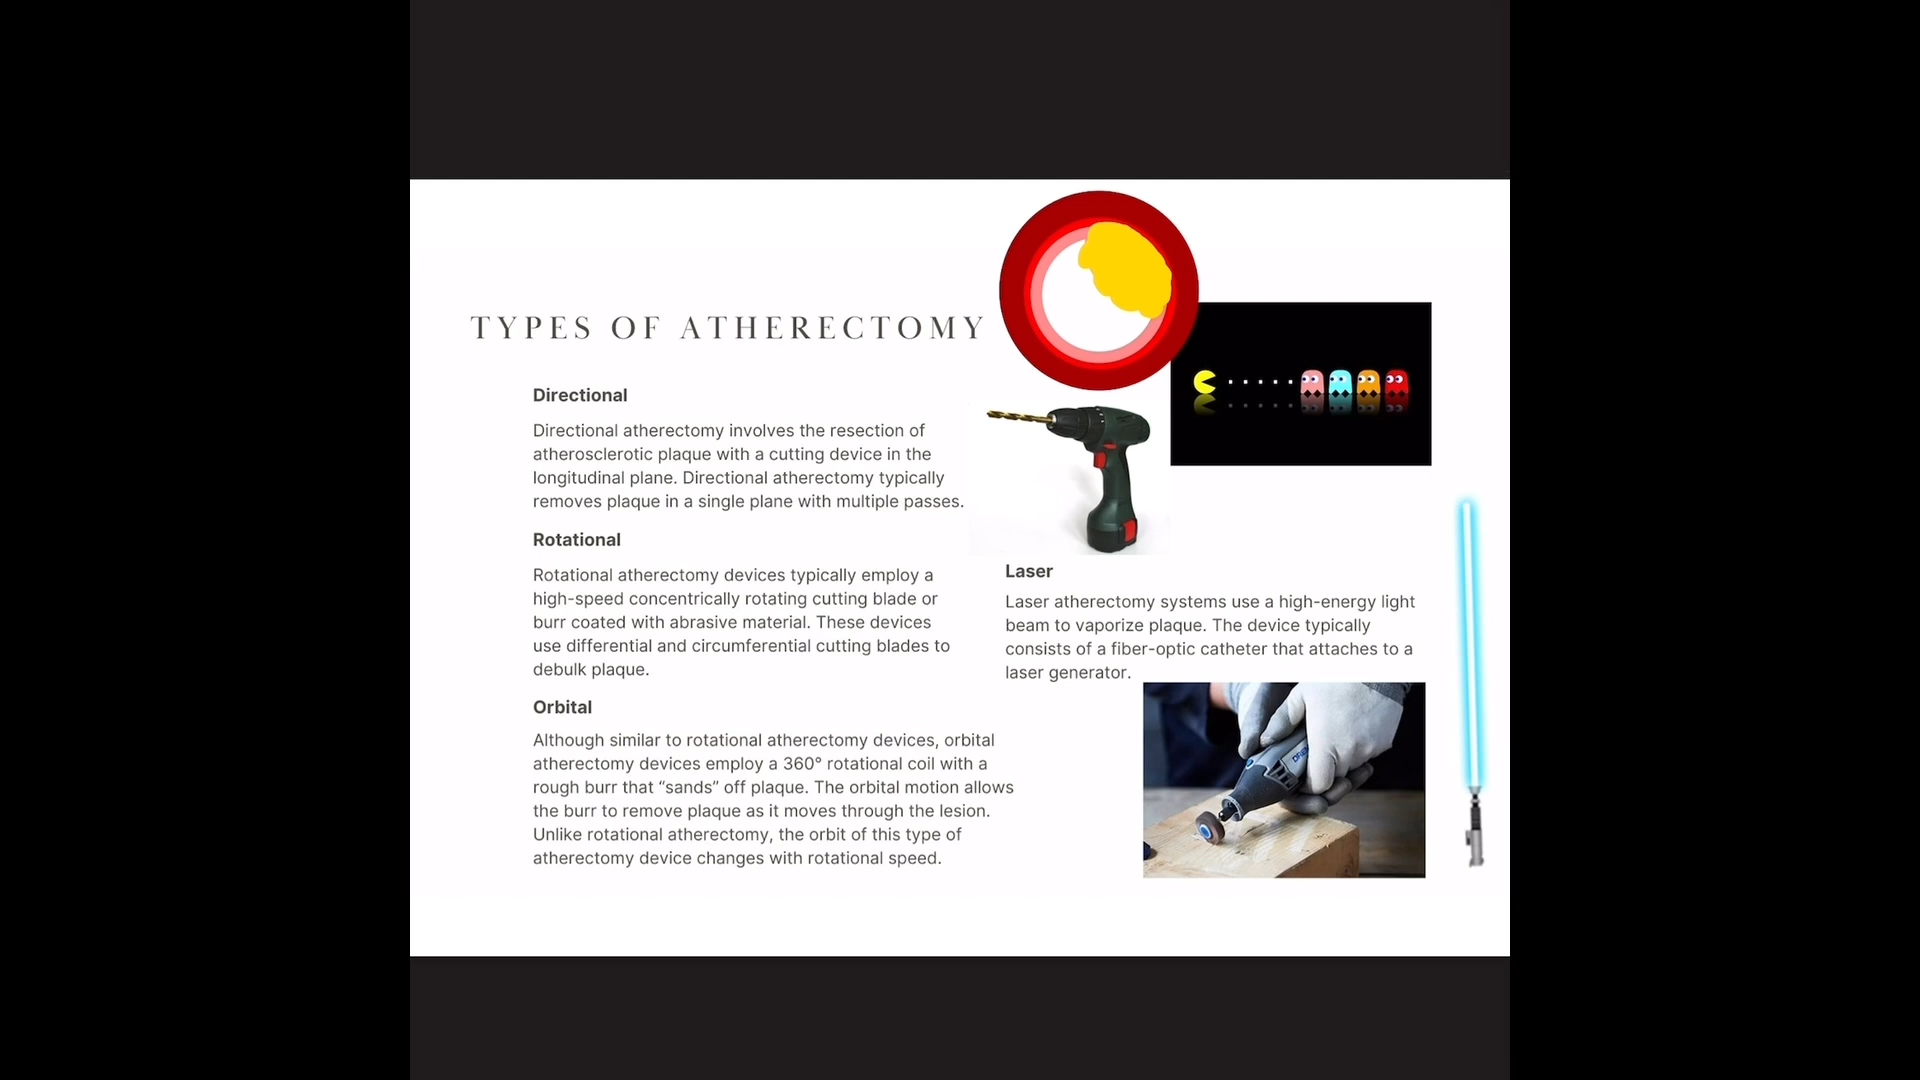 TYPES OF ATHERECTOMY
Directional
Directional atherectomy involves the resection of
atherosclerotic plaque with a cutting device in the
longitudinal plane. Directional atherectomy typically
removes plaque in a single plane with multiple passes.
Rotational
Rotational atherectomy devices typically employ a
high-speed concentrically rotating cutting blade or
burr coated with abrasive material. These devices
use differential and circumferential cutting blades to
debulk plaque.
Orbital
Although similar to rotational atherectomy devices, orbital
atherectomy devices employ a 360° rotational coil with a
rough burr that “sands” off plaque. The orbital motion allows
the burr to remove plaque as it moves through the lesion.
Unlike rotational atherectomy, the orbit of this type of
atherectomy device changes with rotational speed.
Laser
Laser atherectomy systems use a high-energy light
beam to vaporize plaque. The device typically
consists of a fiber-optic catheter that attaches to a
laser generator.